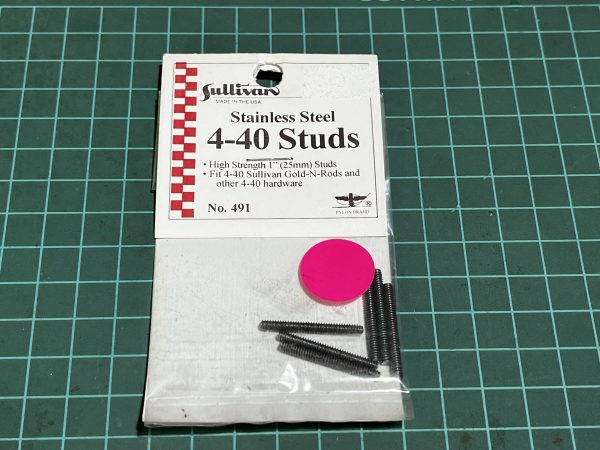 Sullivan
MADE IN THE USA
Stainless Steel
4-40 Studs
• High Strength 1" (25mm) Studs
• Fit 4-40 Sullivan Gold-N-Rods and
other 4-40 hardware
No. 491
®
PYLON BRAND